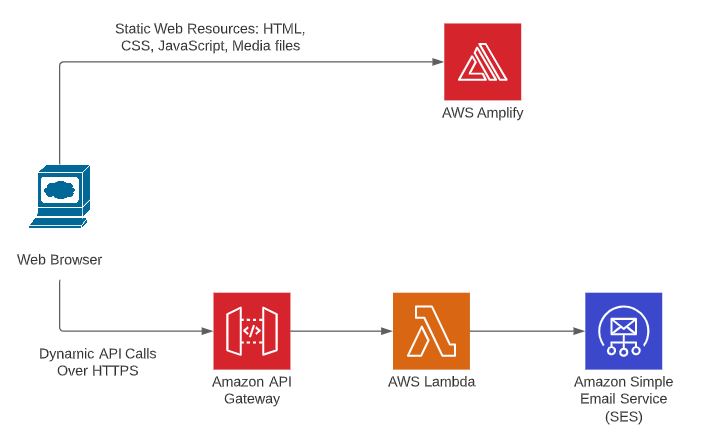 Static Web Resources: HTML,
CSS, JavaScript, Media files
AWS Amplify
Web Browser
Dynamic API Calls
Over HTTPS
</>
Amazon API
Gateway
AWS Lambda
Amazon Simple
Email Service
(SES)